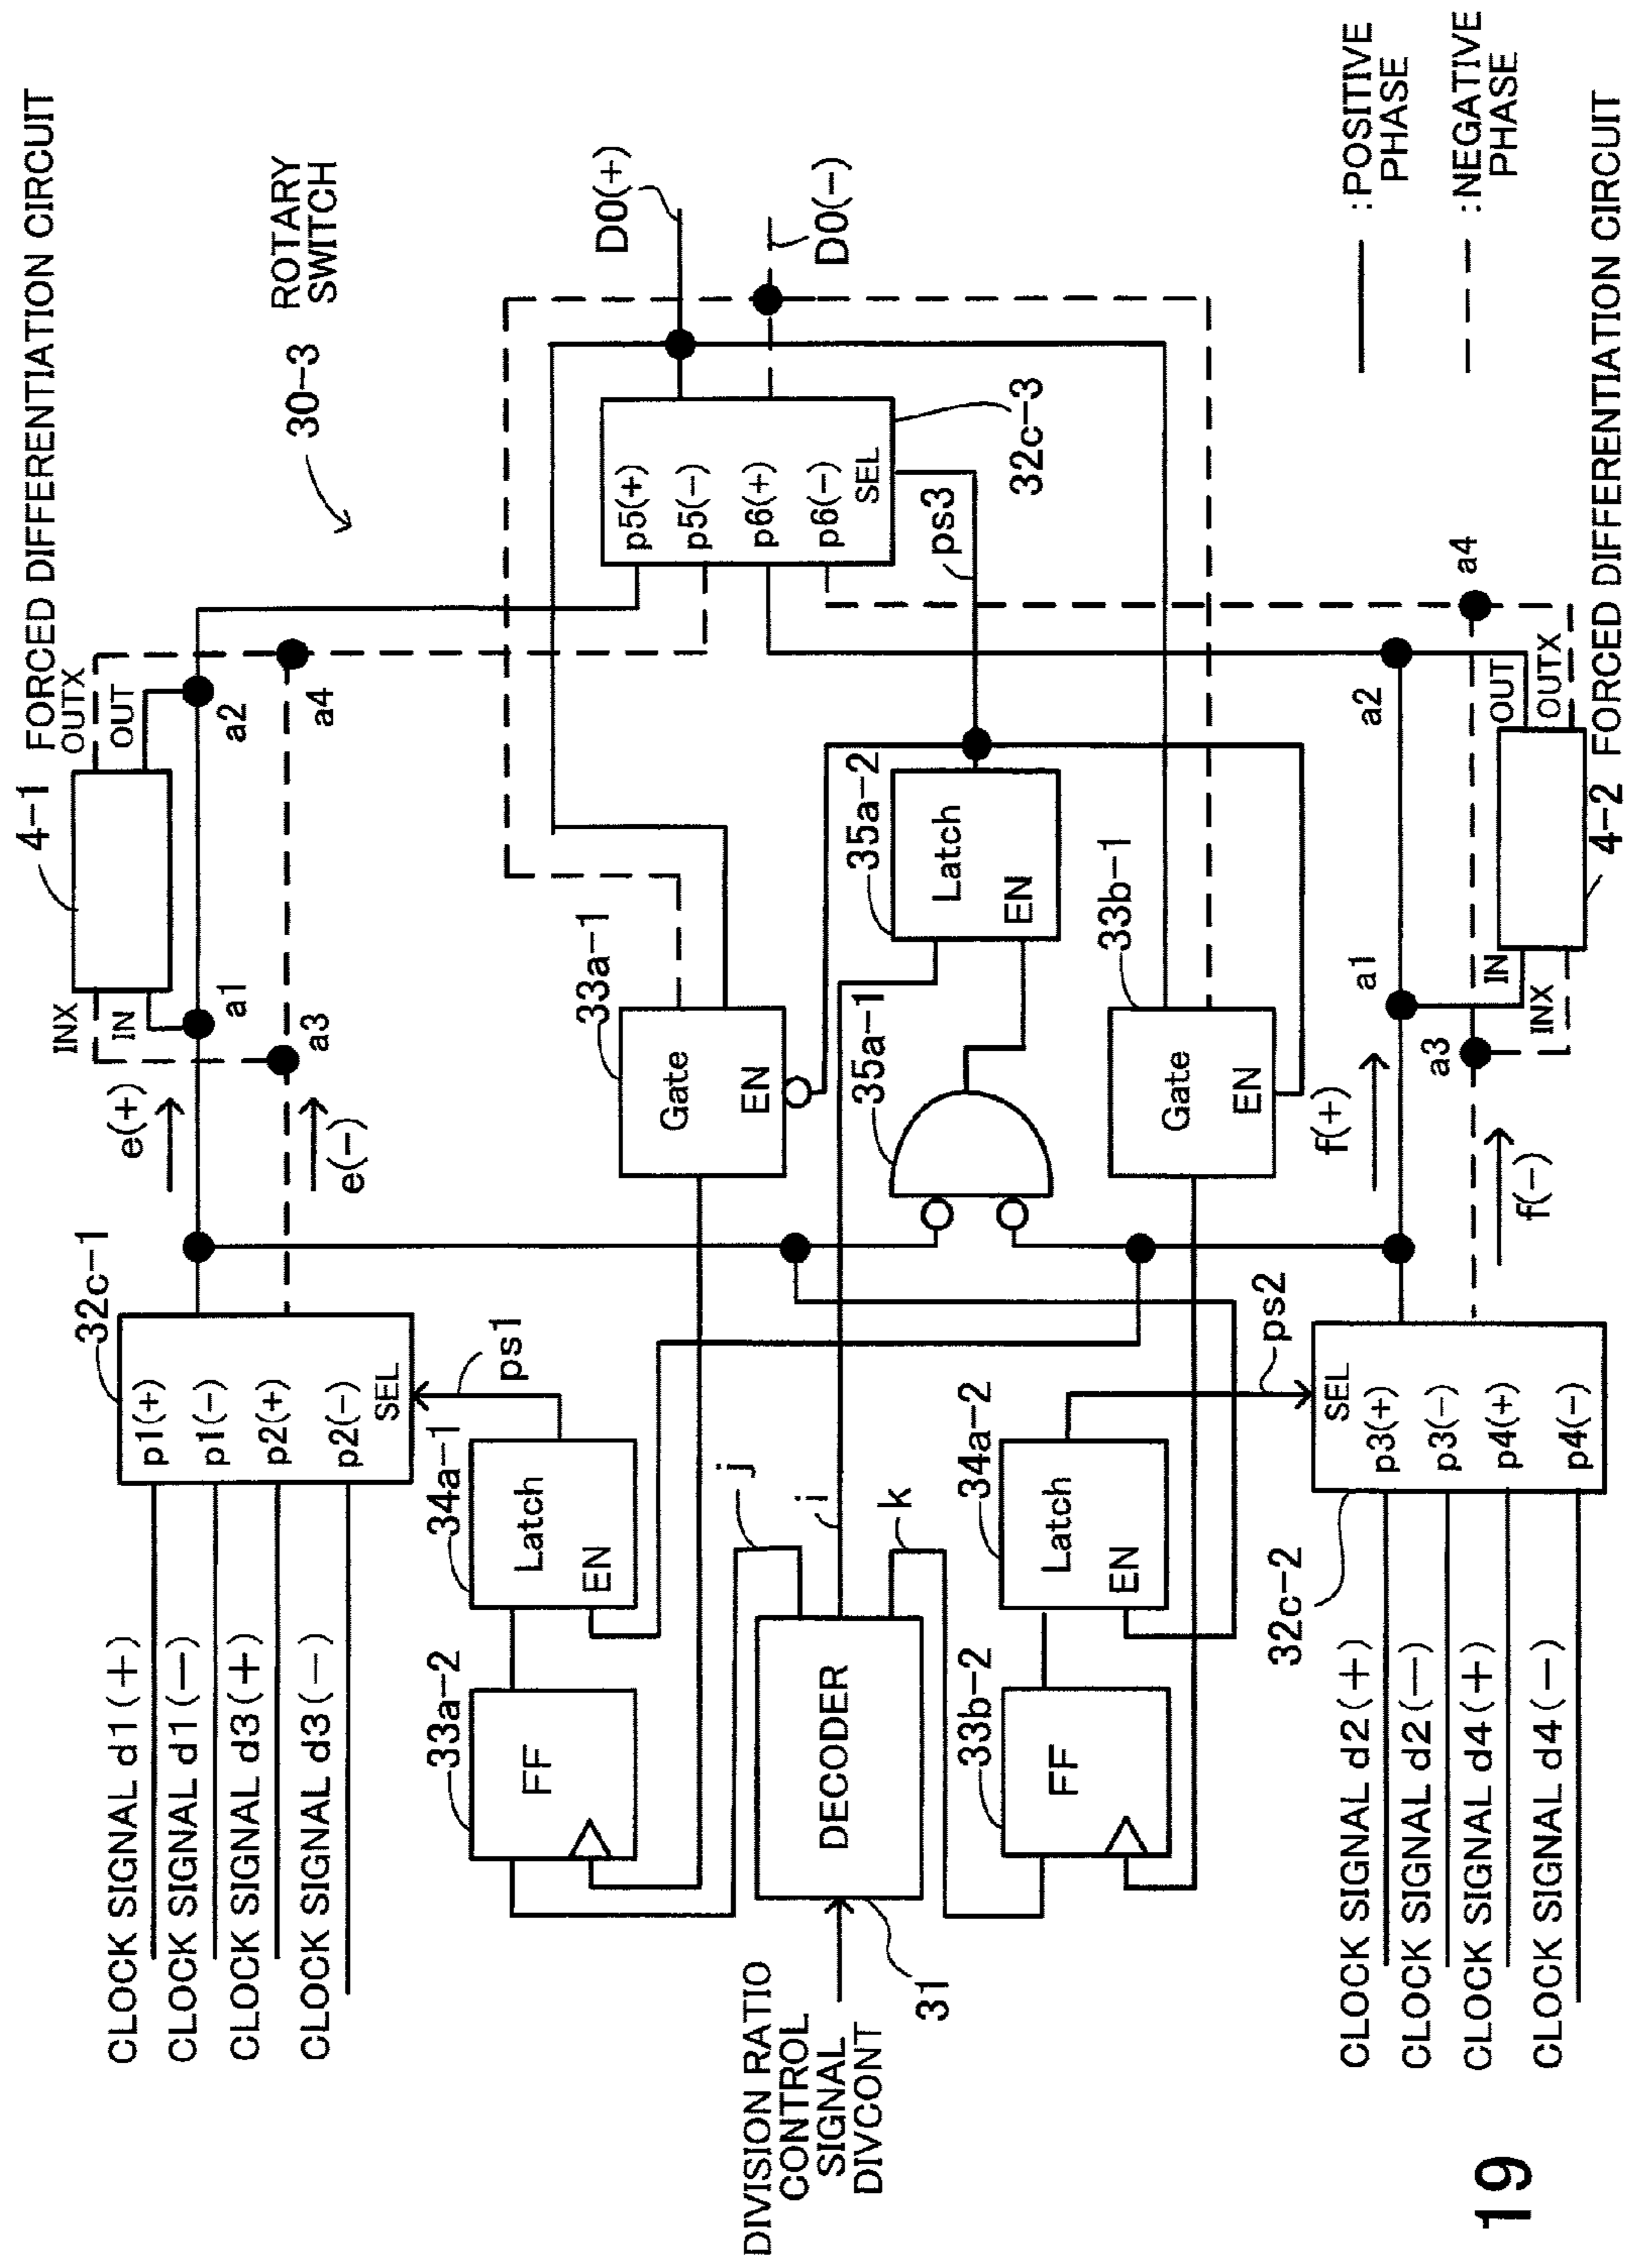 4-1 FORCED DIFFERENTIATION CIRCUIT
INX
IN
OUTX
OUT
30-3 ROTARY
SWITCH
e(+)
e(-)
a1
a2
a3
a4
32c-1
p1(+)
p1(-)
p2(+)
p2(-)
SEL
CLOCK SIGNAL d1(+)
CLOCK SIGNAL d1(-)
CLOCK SIGNAL d3(+)
CLOCK SIGNAL d3(-)
ps1
34a-1
Latch
EN
33a-2
FF
33a-1
Gate
EN
p5(+)
p5(-)
p6(+)
p6(-)
SEL
32c-3
D0(+)
D0(-)
ps3
35a-2
Latch
EN
35a-1
DIVISION RATIO
CONTROL
SIGNAL
DIVCONT
DECODER
31
j
i
k
33b-2
FF
34a-2
Latch
EN
33b-1
Gate
EN
ps2
32c-2
SEL
p3(+)
p3(-)
p4(+)
p4(-)
CLOCK SIGNAL d2(+)
CLOCK SIGNAL d2(-)
CLOCK SIGNAL d4(+)
CLOCK SIGNAL d4(-)
f(+)
f(-)
a1
a2
a3
a4
IN
INX
OUT
OUTX
4-2 FORCED DIFFERENTIATION CIRCUIT
:POSITIVE
PHASE
:NEGATIVE
PHASE
19